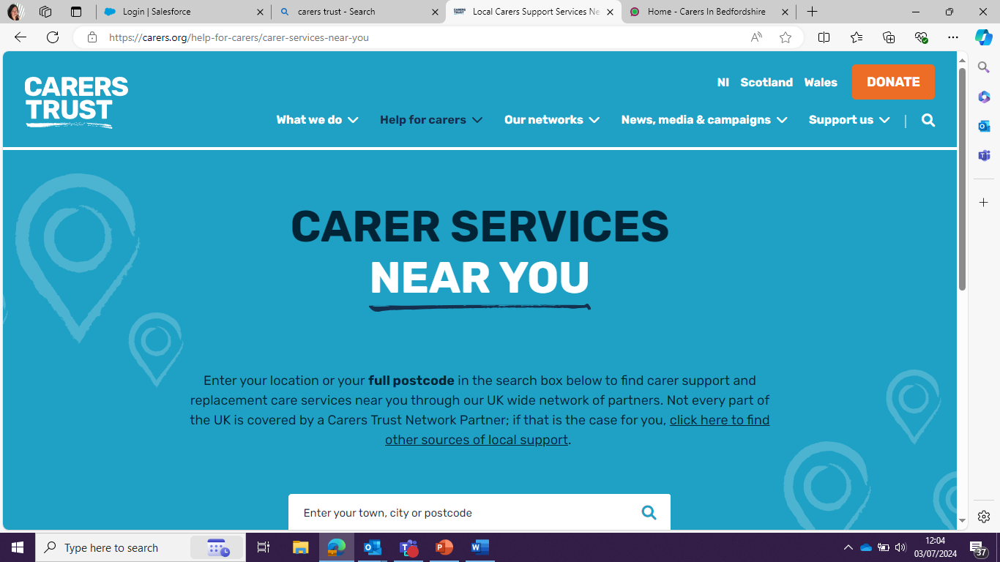 Login | Salesforce
carers trust - Search
Local Carers Support Services Ne
Home - Carers In Bedfordshire
https://carers.org/help-for-carers/carer-services-near-you
CARERS
TRUST
NI Scotland Wales DONATE
What we do Help for carers Our networks News, media & campaigns Support us
CARER SERVICES
NEAR YOU
Enter your location or your full postcode in the search box below to find carer support and
replacement care services near you through our UK wide network of partners. Not every part of
the UK is covered by a Carers Trust Network Partner; if that is the case for you, click here to find
other sources of local support.
Enter your town, city or postcode
Type here to search
12:04
03/07/2024
37